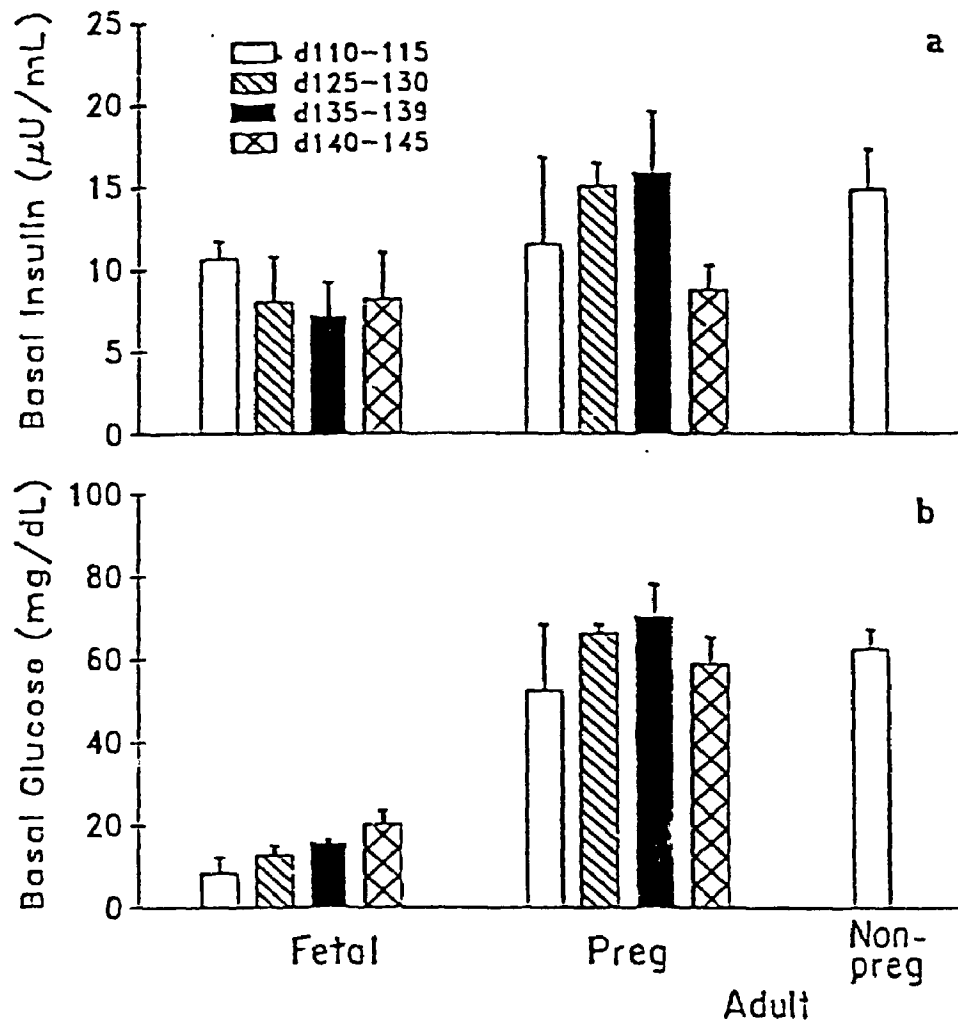 a
d110-115
d125-130
d135-139
d140-145
Basal Insulin (μU/mL)
25
20
15
10
5
0
b
Basal Glucoso (mg/dL)
100
80
60
40
20
0
Fetal
Preg
Non-
preg
Adult